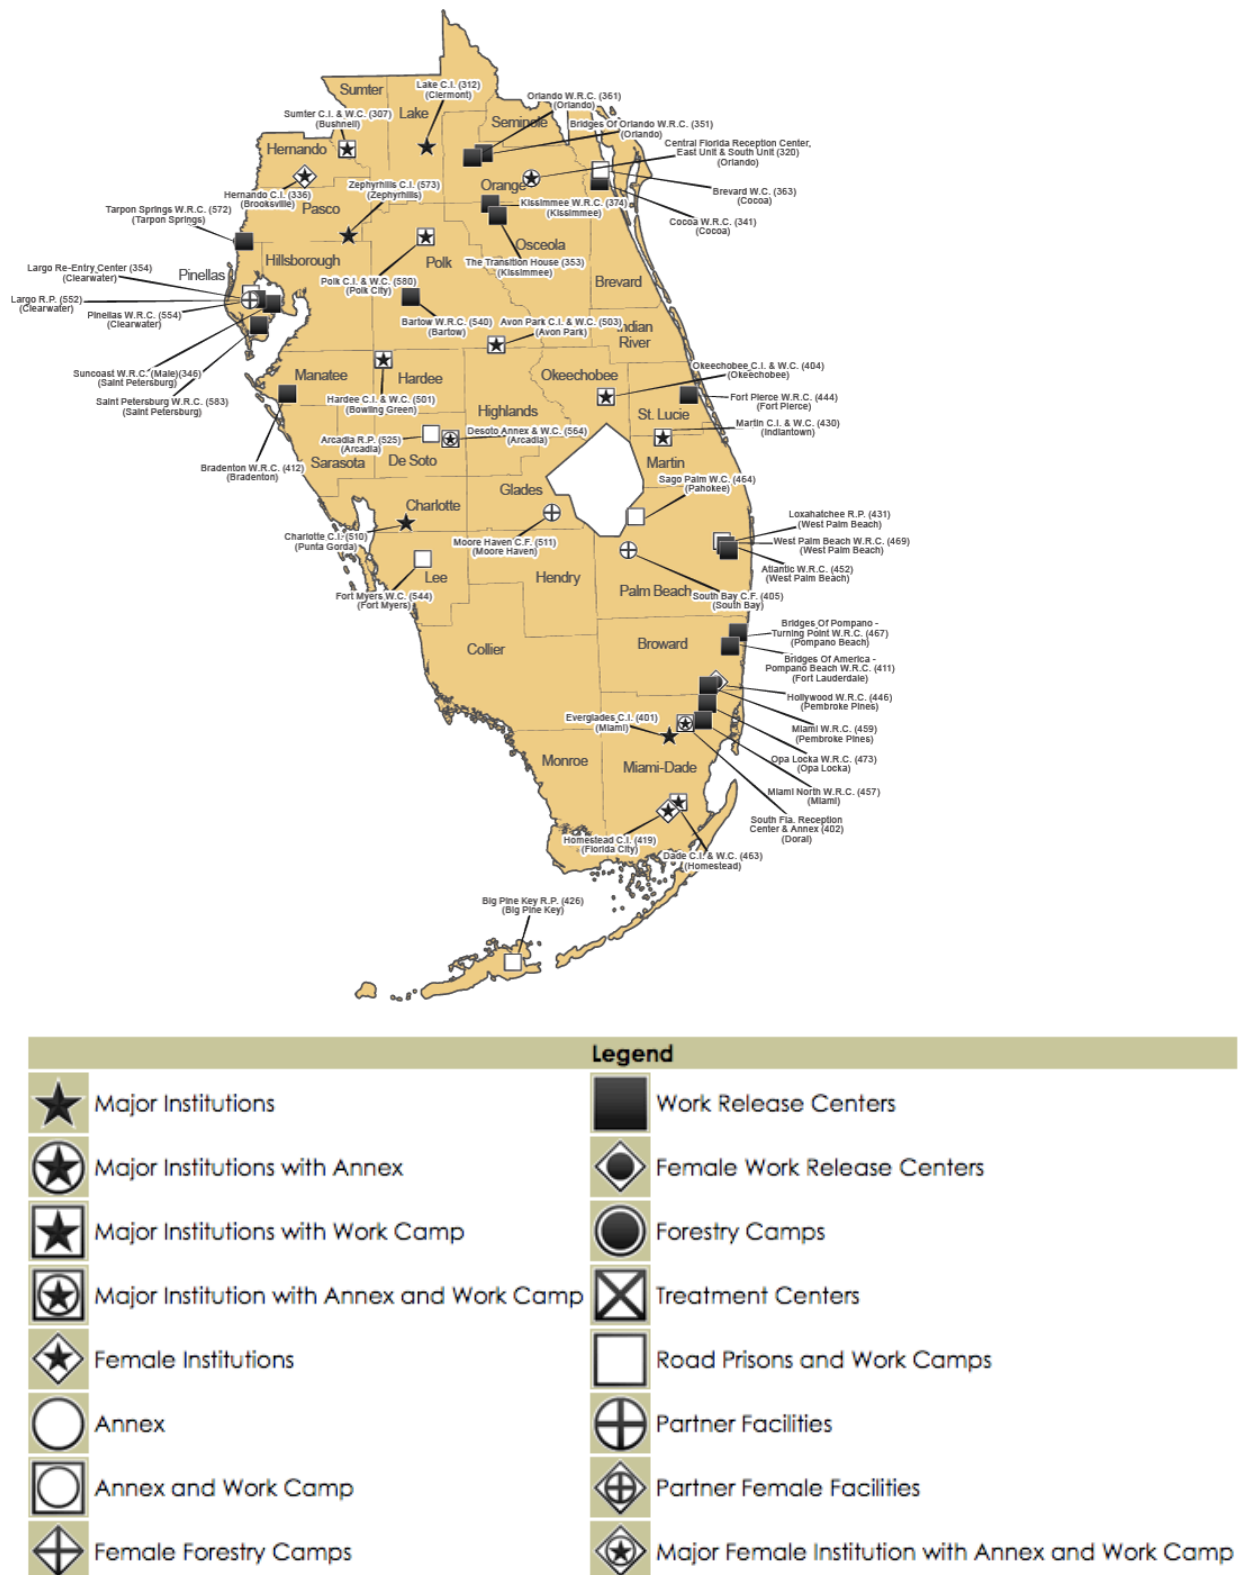 Sumter
Lake C.I. (312)
(Clermont)
Lake
Orlando W.R.C. (361)
(Orlando)
Sumter C.I. & W.C. (307)
(Bushnell)
Seminole
Bridges Of Orlando W.R.C. (351)
(Orlando)
Central Florida Reception Center,
East Unit & South Unit (320)
(Orlando)
Hernando
Hernando C.I. (336)
(Brooksville)
Zephyrhills C.I. (573)
(Zephyrhills)
Orange
Brevard W.C. (363)
(Cocoa)
Pasco
Kissimmee W.R.C. (374)
(Kissimmee)
Cocoa W.R.C. (341)
(Cocoa)
Tarpon Springs W.R.C. (572)
(Tarpon Springs)
Osceola
Hillsborough
Polk
The Transition House (353)
(Kissimmee)
Largo Re-Entry Center (354)
(Clearwater)
Pinellas
Polk C.I. & W.C. (580)
(Polk City)
Brevard
Largo R.P. (552)
(Clearwater)
Pinellas W.R.C. (554)
(Clearwater)
Bartow W.R.C. (540)
(Bartow)
Avon Park C.I. & W.C. (503)
(Avon Park)
Indian
River
Suncoast W.R.C. (Male)(346)
(Saint Petersburg)
Manatee
Hardee
Okeechobee
Okeechobee C.I. & W.C. (404)
(Okeechobee)
Saint Petersburg W.R.C. (583)
(Saint Petersburg)
Hardee C.I. & W.C. (501)
(Bowling Green)
Highlands
St. Lucie
Fort Pierce W.R.C. (444)
(Fort Pierce)
Martin C.I. & W.C. (430)
(Indiantown)
Arcadia R.P. (525)
(Arcadia)
Desoto Annex & W.C. (564)
(Arcadia)
Bradenton W.R.C. (412)
(Bradenton)
Sarasota
De Soto
Martin
Sago Palm W.C. (464)
(Pahokee)
Glades
Charlotte
Loxahatchee R.P. (431)
(West Palm Beach)
Charlotte C.I. (510)
(Punta Gorda)
Moore Haven C.F. (511)
(Moore Haven)
West Palm Beach W.R.C. (469)
(West Palm Beach)
Atlantic W.R.C. (452)
(West Palm Beach)
Lee
Hendry
Palm Beach
Fort Myers W.C. (544)
(Fort Myers)
South Bay C.F. (405)
(South Bay)
Bridges Of Pompano -
Turning Point W.R.C. (467)
(Pompano Beach)
Collier
Broward
Bridges Of America -
Pompano Beach W.R.C. (411)
(Fort Lauderdale)
Hollywood W.R.C. (446)
(Pembroke Pines)
Everglades C.I. (401)
(Miami)
Miami W.R.C. (459)
(Pembroke Pines)
Monroe
Miami-Dade
Opa Locka W.R.C. (473)
(Opa Locka)
Miami North W.R.C. (457)
(Miami)
South Fla. Reception
Center & Annex (402)
(Doral)
Homestead C.I. (419)
(Florida City)
Dade C.I. & W.C. (463)
(Homestead)
Big Pine Key R.P. (426)
(Big Pine Key)
Legend
Major Institutions
Work Release Centers
Major Institutions with Annex
Female Work Release Centers
Major Institutions with Work Camp
Forestry Camps
Major Institution with Annex and Work Camp
Treatment Centers
Female Institutions
Road Prisons and Work Camps
Annex
Partner Facilities
Annex and Work Camp
Partner Female Facilities
Female Forestry Camps
Major Female Institution with Annex and Work Camp